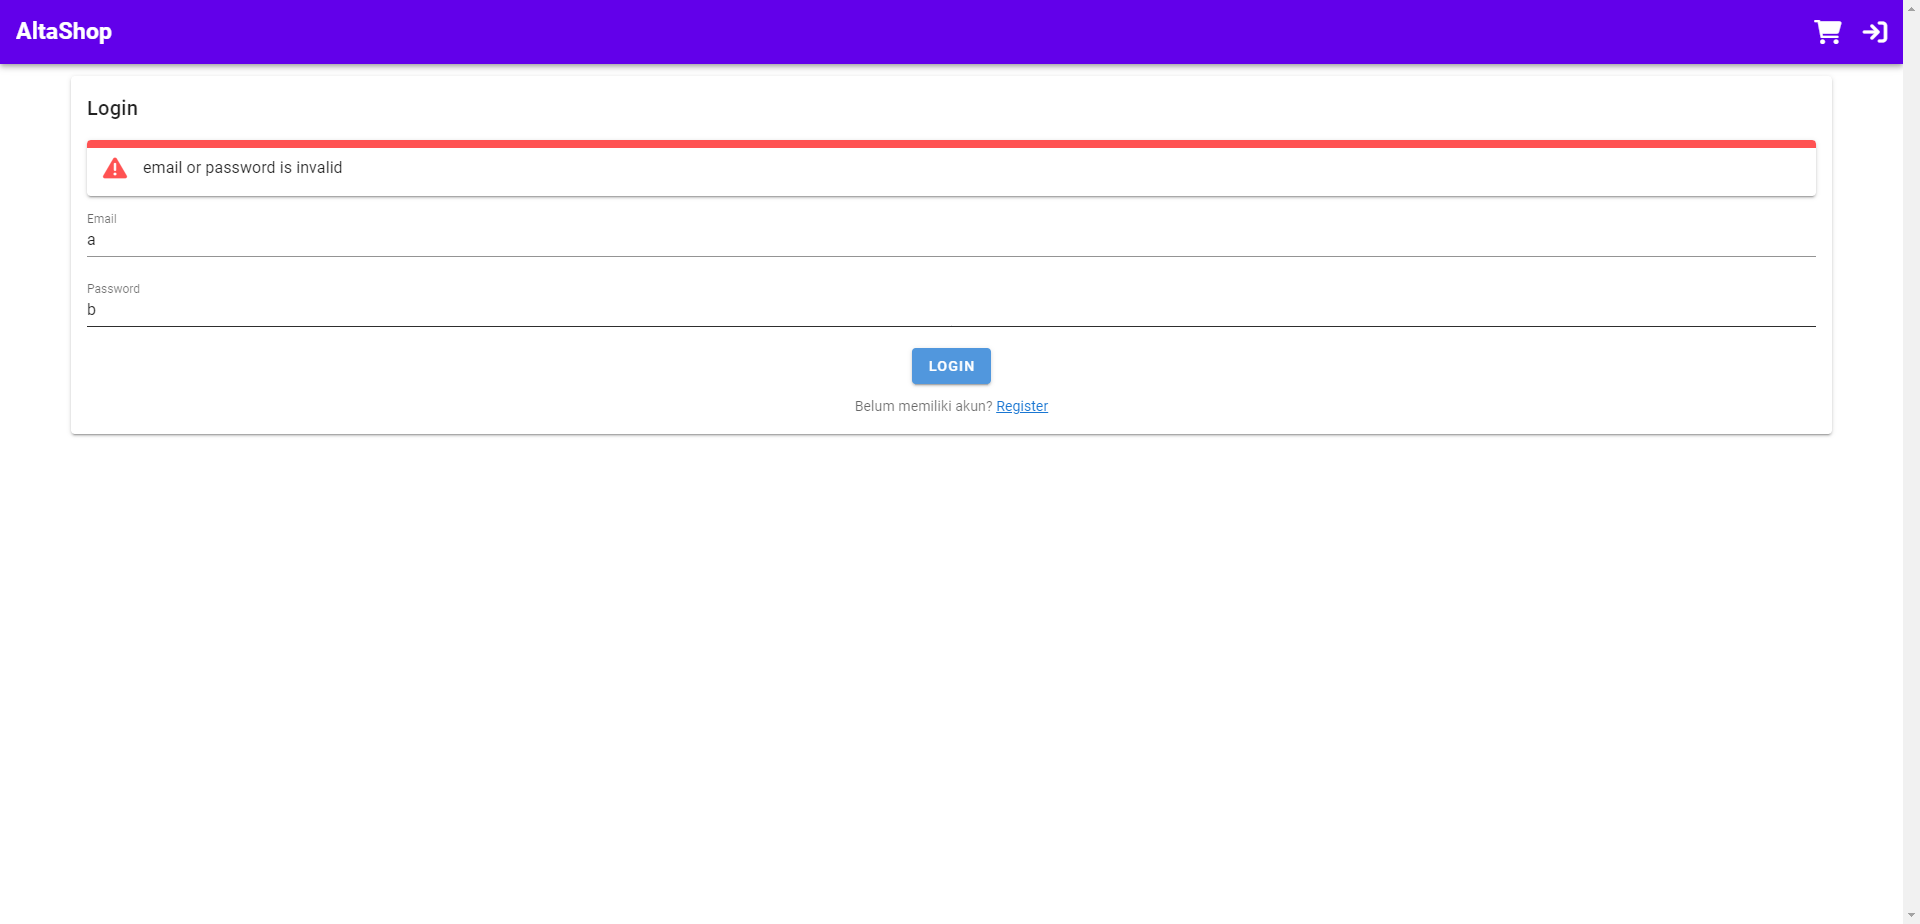 AltaShop
Login
email or password is invalid
Email
a
Password
b
LOGIN
Belum memiliki akun? Register